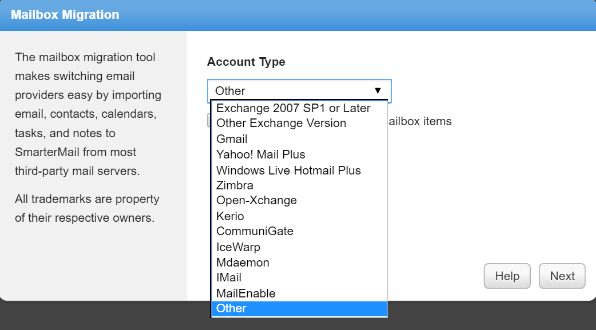 Mailbox Migration
The mailbox migration tool
makes switching email
providers easy by importing
email, contacts, calendars,
tasks, and notes to
SmarterMail from most
third-party mail servers.
All trademarks are property
of their respective owners.
Account Type
Other
Exchange 2007 SP1 or Later
Other Exchange Version
Gmail
Yahoo! Mail Plus
Windows Live Hotmail Plus
Zimbra
Open-Xchange
Kerio
CommuniGate
IceWarp
Mdaemon
IMail
MailEnable
Other
items
Help
Next